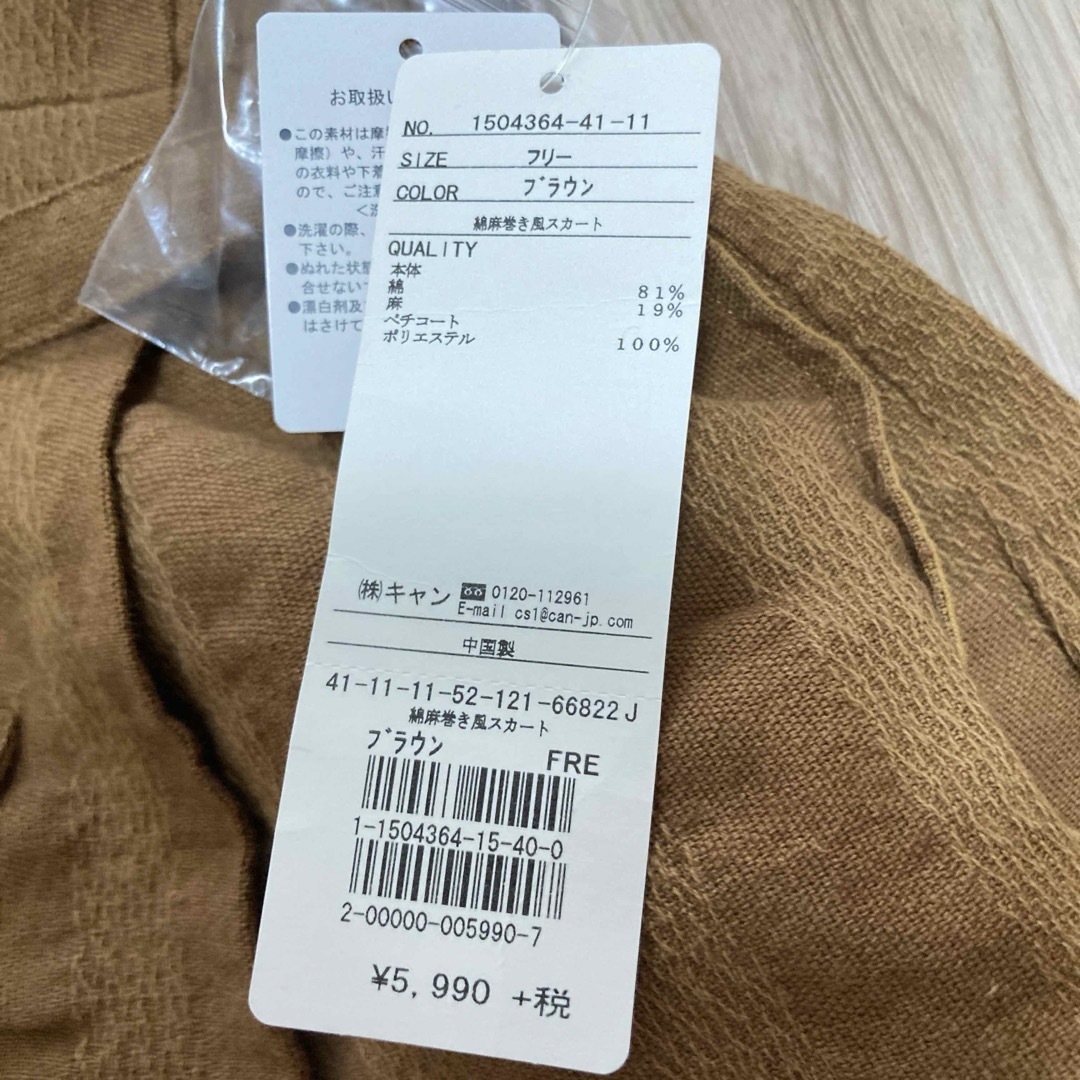 お取扱い
●この素材は摩擦
摩擦）や、汗
の衣料や下着
ので、ご注意
く
●洗濯の際、
下さい。
●ぬれた状態
合せないで
●漂白剤及
はさけて
NO. 1504364-41-11
SIZE フリー
COLOR ブラウン
綿麻巻き風スカート
QUALITY
本体
綿 81%
麻 19%
ペチコート
ポリエステル 100%
㈱キャン 0120-112961
E-mail cs1@can-jp.com
中国製
41-11-11-52-121-66822J
綿麻巻き風スカート
ブラウン FRE
1-1504364-15-40-0
2-00000-005990-7
¥5,990 +税